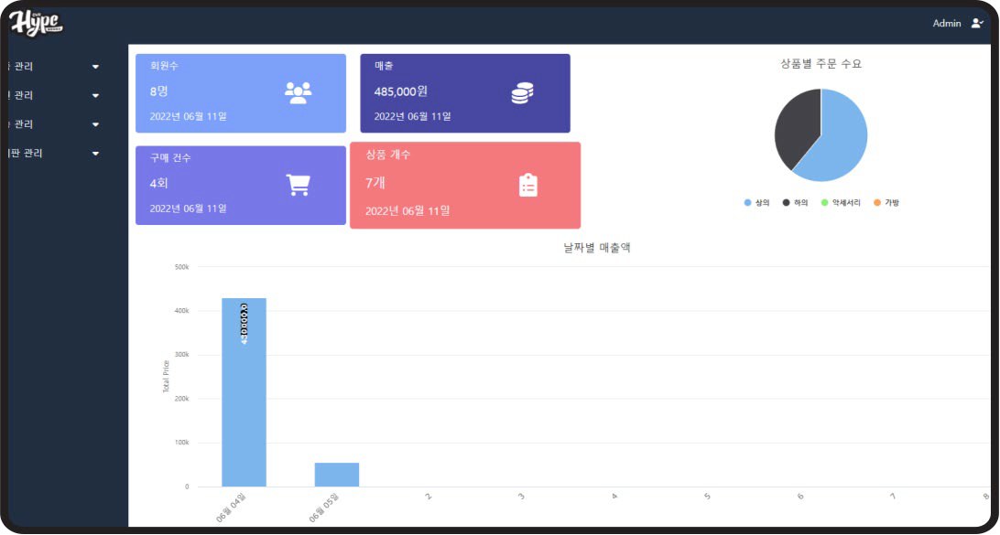 Hype
Admin
관리
관리
관리
판 관리
회원수
8명
2022년 06월 11일
매출
485,000원
2022년 06월 11일
구매 건수
4회
2022년 06월 11일
상품 개수
7개
2022년 06월 11일
상품별 주문 수요
상의
하의
악세서리
가방
날짜별 매출액
Total Price
500k
400k
300k
200k
100k
0
06월 04일
06월 05일
2
3
4
5
6
7
8